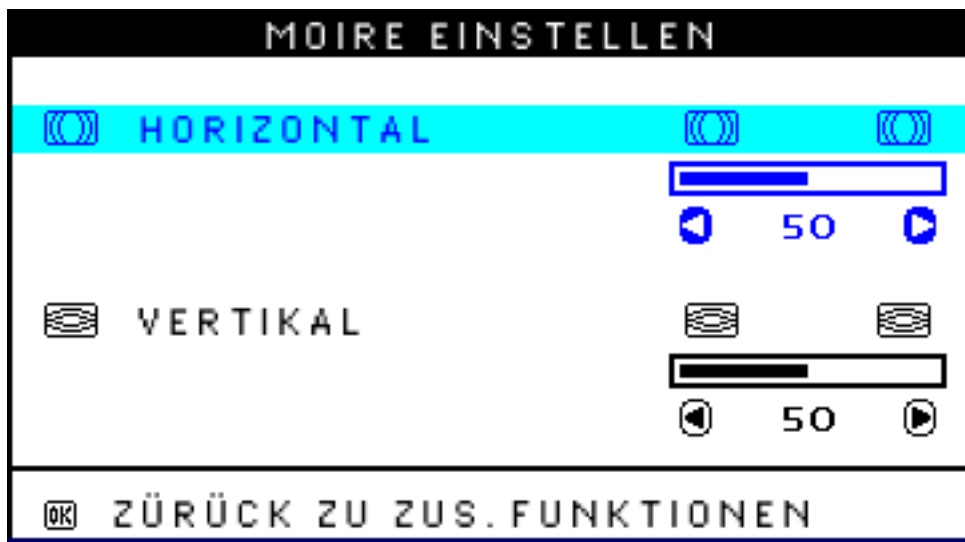 MOIRE EINSTELLEN
HORIZONTAL
50
VERTIKAL
50
OK ZÜRÜCK ZU ZUS.FUNKTIONEN